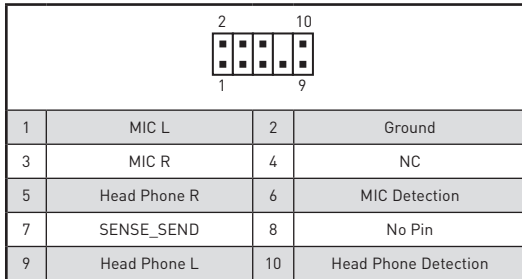 2 10
1 9
1 MIC L 2 Ground
3 MIC R 4 NC
5 Head Phone R 6 MIC Detection
7 SENSE_SEND 8 No Pin
9 Head Phone L 10 Head Phone Detection